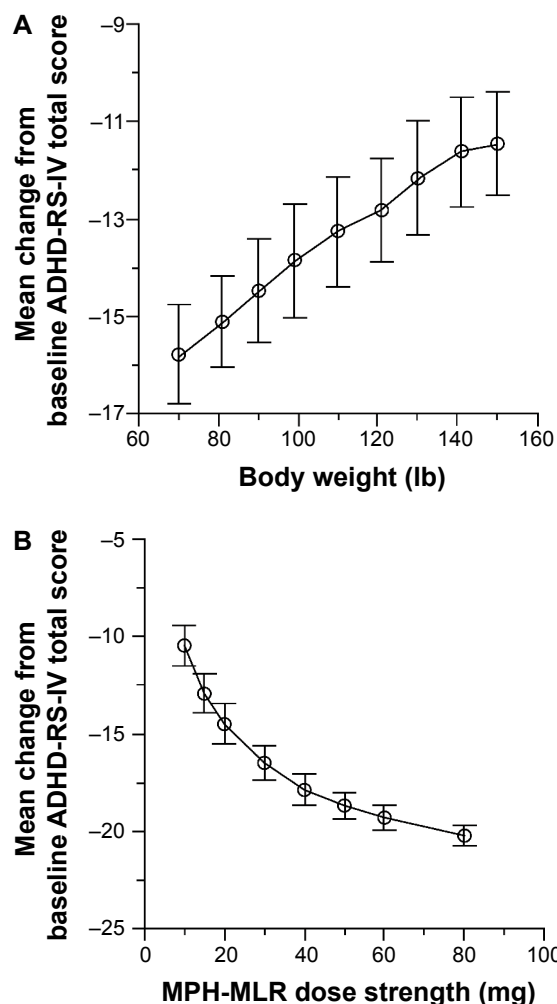 A
Mean change from
baseline ADHD-RS-IV total score
–9
–11
–13
–15
–17
60 80 100 120 140 160
Body weight (lb)
B
Mean change from
baseline ADHD-RS-IV total score
–5
–10
–15
–20
–25
0 20 40 60 80 100
MPH-MLR dose strength (mg)